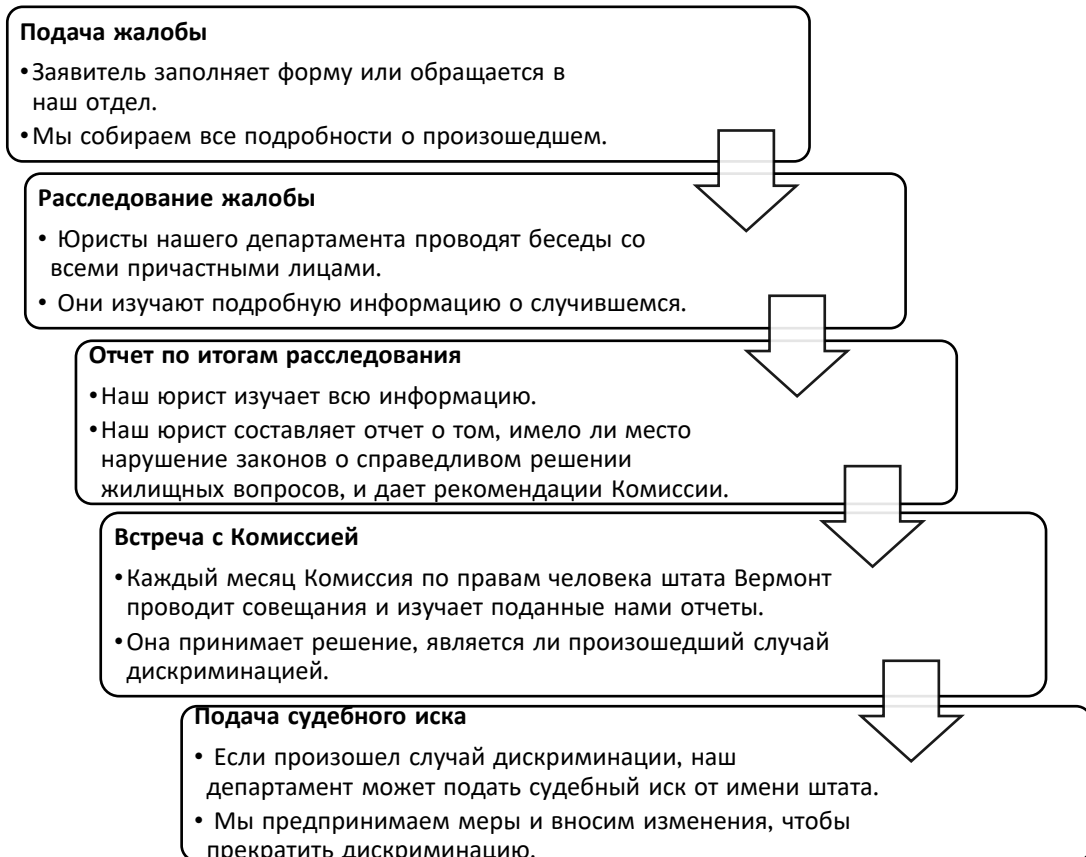 Подача жалобы
•Заявитель заполняет форму или обращается в
наш отдел.
•Мы собираем все подробности о произошедшем.
Расследование жалобы
• Юристы нашего департамента проводят беседы со
всеми причастными лицами.
• Они изучают подробную информацию о случившемся.
Отчет по итогам расследования
•Наш юрист изучает всю информацию.
•Наш юрист составляет отчет о том, имело ли место
нарушение законов о справедливом решении
жилищных вопросов, и дает рекомендации Комиссии.
Встреча с Комиссией
•Каждый месяц Комиссия по правам человека штата Вермонт
проводит совещания и изучает поданные нами отчеты.
•Она принимает решение, является ли произошедший случай
дискриминацией.
Подача судебного иска
• Если произошел случай дискриминации, наш
департамент может подать судебный иск от имени штата.
• Мы предпринимаем меры и вносим изменения, чтобы
прекратить дискриминацию.